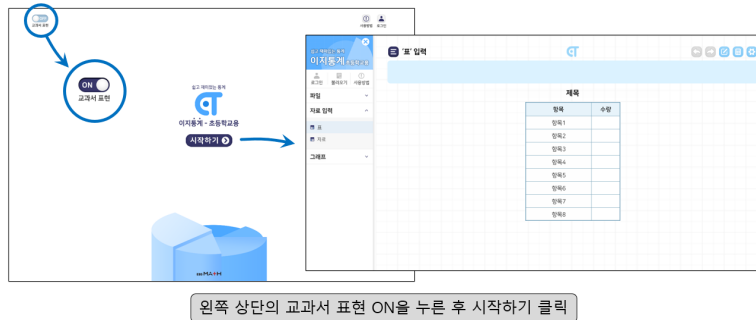 ON
교과서 표현
사용방법 로그인
ON
교과서 표현
쉽고 재미있는 통계
이지통계 - 초등학교용
시작하기
EBS MATH
쉽고 재미있는 통계
이지통계 초등학교용
로그인 불러오기 사용방법
파일
자료 입력
표
그래프
'표' 입력
제목
항목 수량
항목1
항목2
항목3
항목4
항목5
항목6
항목7
항목8
왼쪽 상단의 교과서 표현 ON을 누른 후 시작하기 클릭